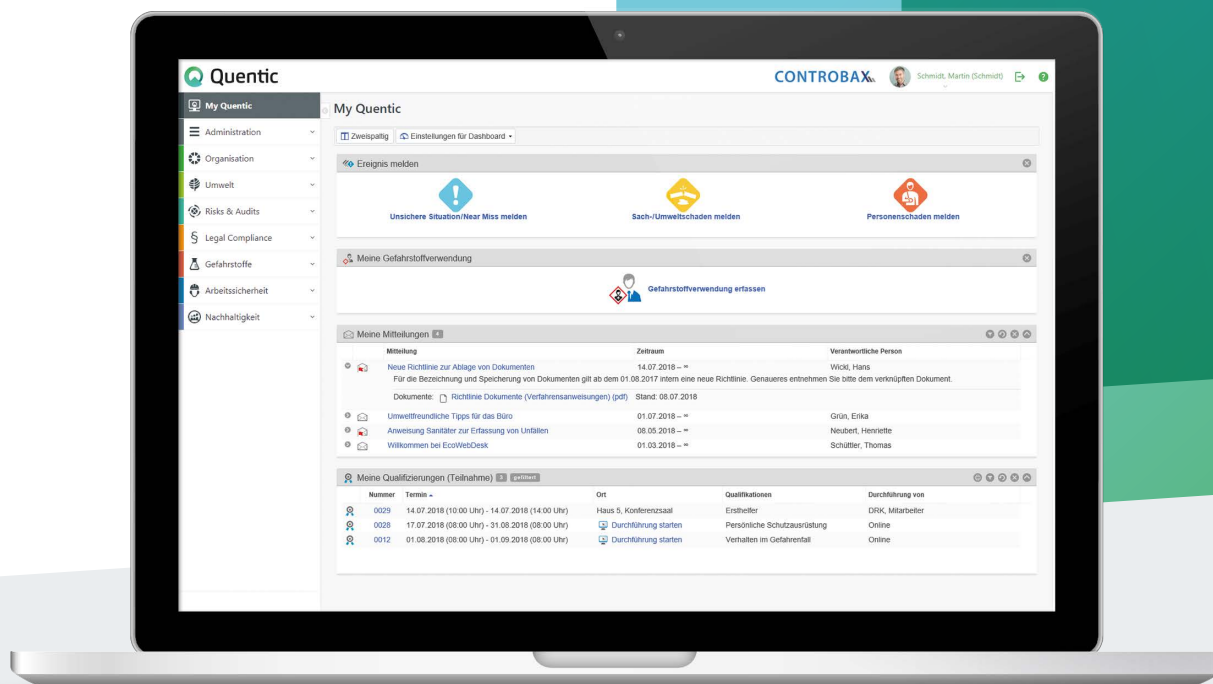 Quentic
CONTROBAX
Schmidt, Martin (Schmidt)
My Quentic
Administration
Organisation
Umwelt
Risks & Audits
Legal Compliance
Gefahrstoffe
Arbeitssicherheit
Nachhaltigkeit
My Quentic
Zweispaltig Einstellungen für Dashboard
Ereignis melden
Unsichere Situation/Near Miss melden Sach-/Umweltschaden melden Personenschaden melden
Meine Gefahrstoffverwendung
Gefahrstoffverwendung erfassen
Meine Mitteilungen 4
Mitteilung Zeitraum Verantwortliche Person
Neue Richtlinie zur Ablage von Dokumenten 14.07.2018 – ∞ Wickl, Hans
Für die Bezeichnung und Speicherung von Dokumenten gilt ab dem 01.08.2017 intern eine neue Richtlinie. Genaueres entnehmen Sie bitte dem verknüpften Dokument.
Dokumente: Richtlinie Dokumente (Verfahrensanweisungen) (pdf) Stand: 08.07.2018
Umweltfreundliche Tipps für das Büro 01.07.2018 – ∞ Grün, Erika
Anweisung Sanitäter zur Erfassung von Unfällen 08.05.2018 – ∞ Neubert, Henriette
Willkommen bei EcoWebDesk 01.03.2018 – ∞ Schüttler, Thomas
Meine Qualifizierungen (Teilnahme) 3 gefiltert
Nummer Termin Ort Qualifikationen Durchführung von
0029 14.07.2018 (10:00 Uhr) - 14.07.2018 (14:00 Uhr) Haus 5, Konferenzsaal Ersthelfer DRK, Mitarbeiter
0028 17.07.2018 (08:00 Uhr) - 31.08.2018 (08:00 Uhr) Durchführung starten Persönliche Schutzausrüstung Online
0012 01.08.2018 (08:00 Uhr) - 01.09.2018 (08:00 Uhr) Durchführung starten Verhalten im Gefahrenfall Online